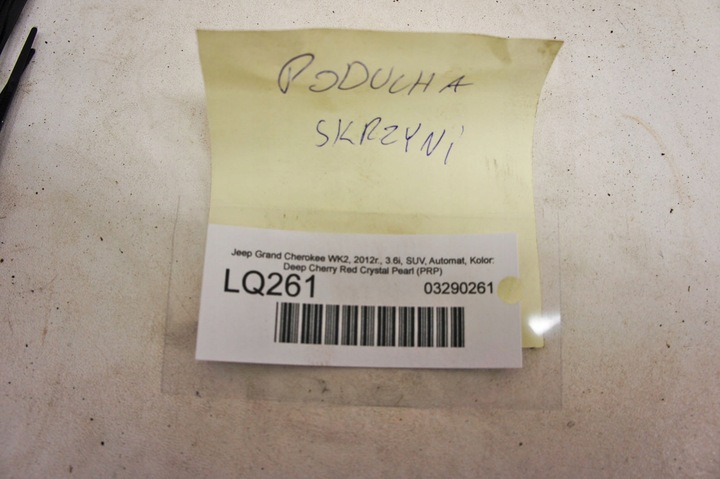 PODUCHA
SKRZYNi
Jeep Grand Cherokee WK2, 2012r., 3.6i, SUV, Automat, Kolor:
Deep Cherry Red Crystal Pearl (PRP)
LQ261 03290261